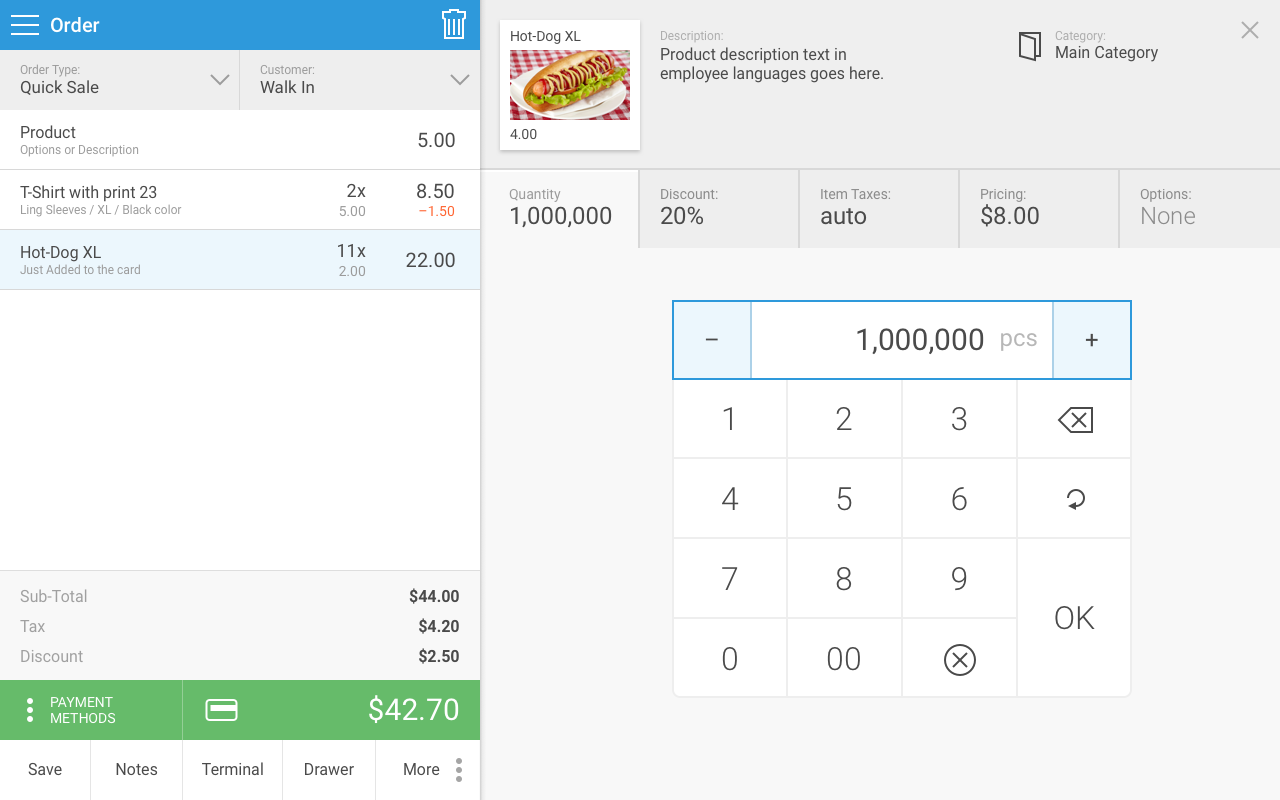 Order
Order Type:
Quick Sale
Customer:
Walk In
Product
Options or Description
5.00
T-Shirt with print 23
Ling Sleeves / XL / Black color
2x
5.00
8.50
−1.50
Hot-Dog XL
Just Added to the card
11x
2.00
22.00
Sub-Total $44.00
Tax $4.20
Discount $2.50
PAYMENT
METHODS
$42.70
Save Notes Terminal Drawer More
Hot-Dog XL
4.00
Description:
Product description text in
employee languages goes here.
Category:
Main Category
Quantity
1,000,000
Discount:
20%
Item Taxes:
auto
Pricing:
$8.00
Options:
None
− 1,000,000 pcs +
1 2 3
4 5 6
7 8 9
OK
0 00